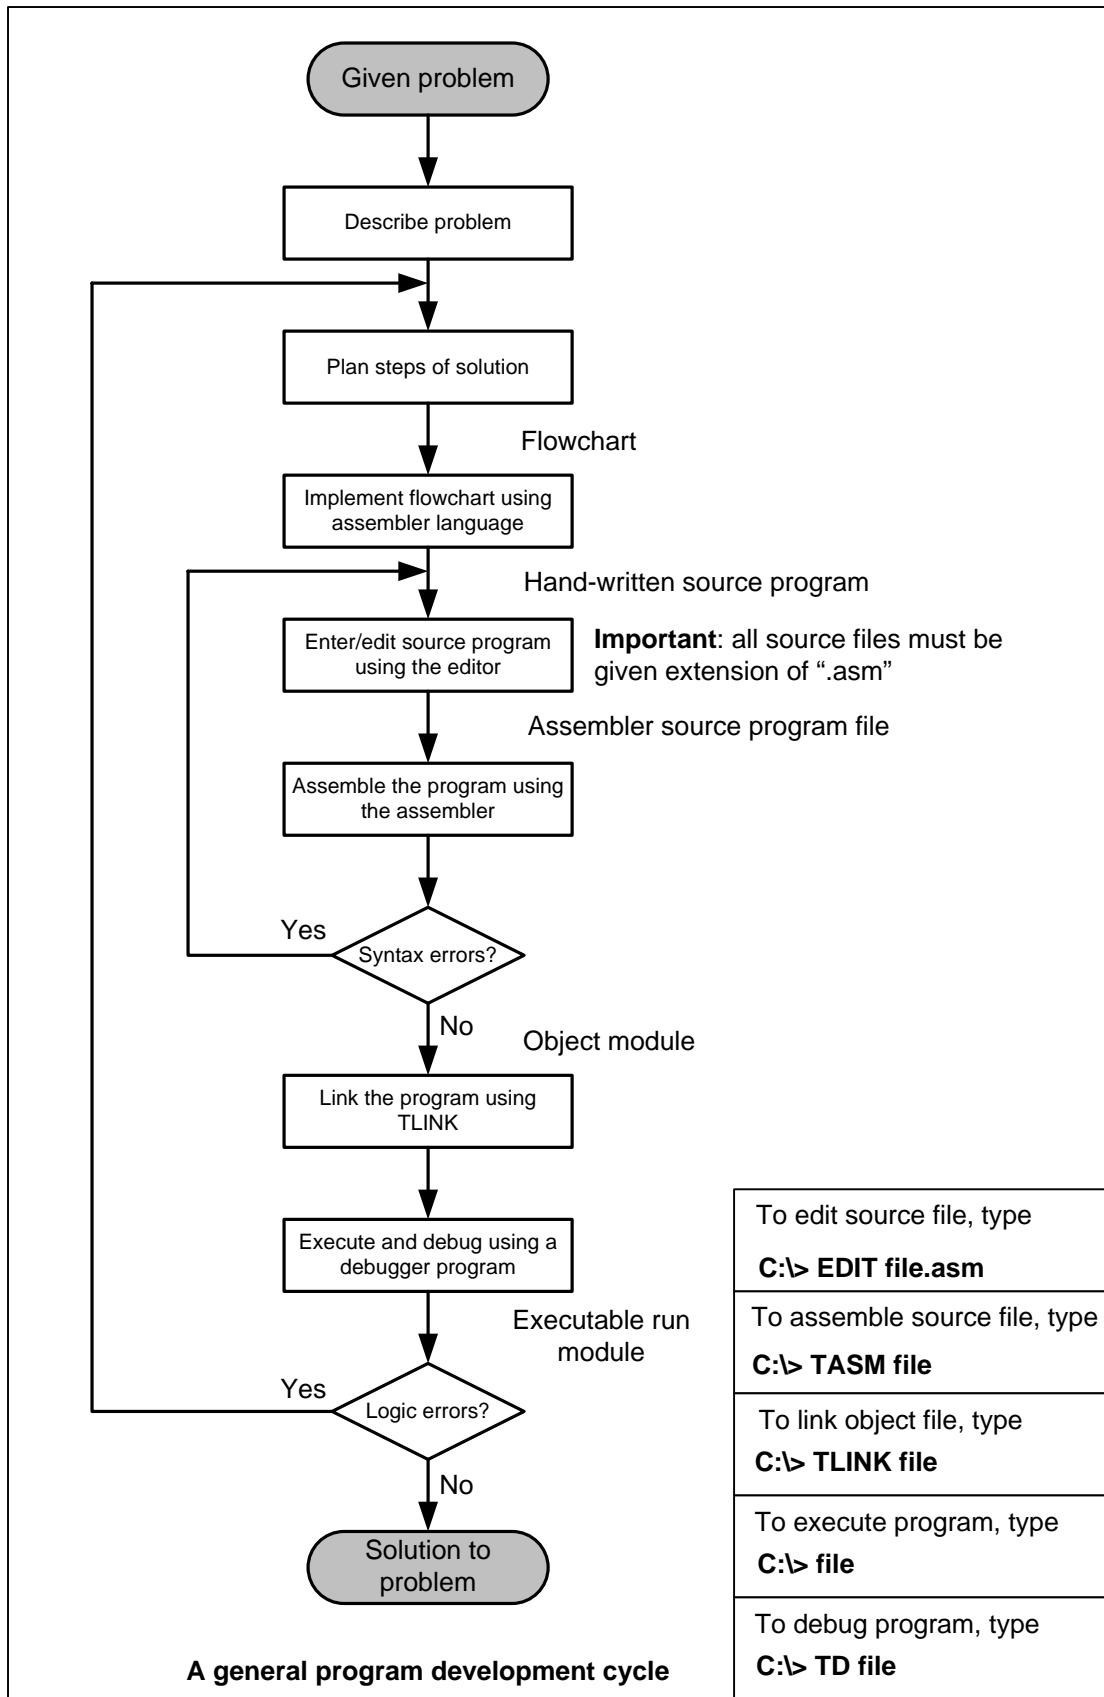 Given problem
Describe problem
Plan steps of solution
Flowchart
Implement flowchart using
assembler language
Hand-written source program
Enter/edit source program
using the editor
Important: all source files must be
given extension of “.asm”
Assembler source program file
Assemble the program using
the assembler
Yes
Syntax errors?
No
Object module
Link the program using
TLINK
Execute and debug using a
debugger program
Executable run
module
Yes
Logic errors?
No
Solution to
problem
A general program development cycle
To edit source file, type
C:\> EDIT file.asm
To assemble source file, type
C:\> TASM file
To link object file, type
C:\> TLINK file
To execute program, type
C:\> file
To debug program, type
C:\> TD file